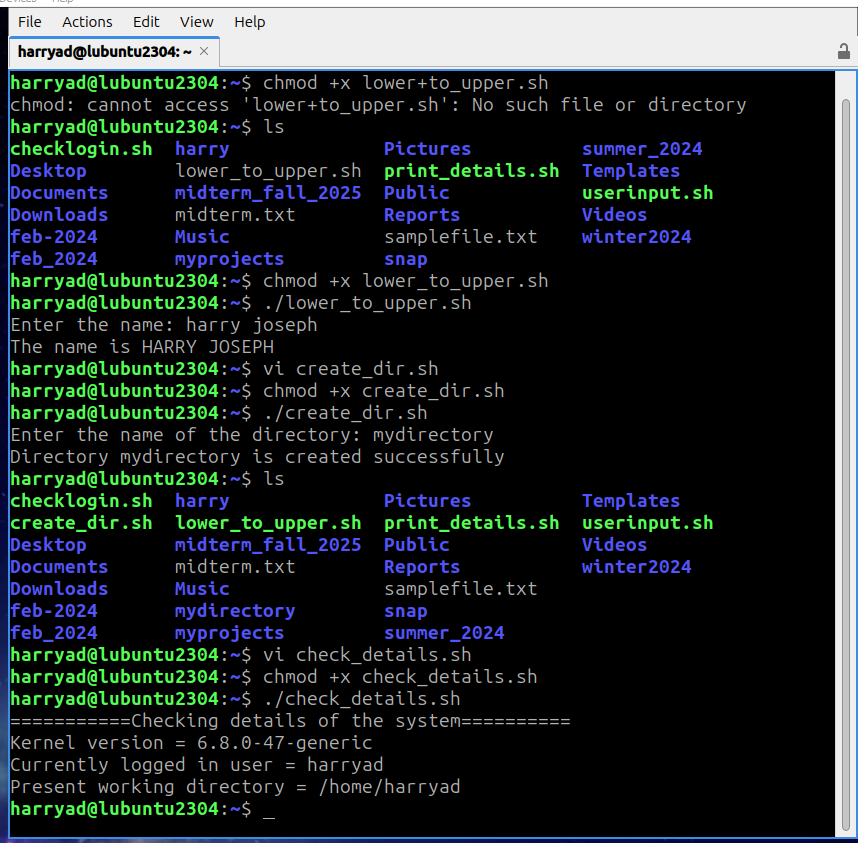 File Actions Edit View Help
harryad@lubuntu2304: ~ ×
harryad@lubuntu2304:~$ chmod +x lower+to_upper.sh
chmod: cannot access 'lower+to_upper.sh': No such file or directory
harryad@lubuntu2304:~$ ls
checklogin.sh harry Pictures summer_2024
Desktop lower_to_upper.sh print_details.sh Templates
Documents midterm_fall_2025 Public userinput.sh
Downloads midterm.txt Reports Videos
feb-2024 Music samplefile.txt winter2024
feb_2024 myprojects snap
harryad@lubuntu2304:~$ chmod +x lower_to_upper.sh
harryad@lubuntu2304:~$ ./lower_to_upper.sh
Enter the name: harry joseph
The name is HARRY JOSEPH
harryad@lubuntu2304:~$ vi create_dir.sh
harryad@lubuntu2304:~$ chmod +x create_dir.sh
harryad@lubuntu2304:~$ ./create_dir.sh
Enter the name of the directory: mydirectory
Directory mydirectory is created successfully
harryad@lubuntu2304:~$ ls
checklogin.sh harry Pictures Templates
create_dir.sh lower_to_upper.sh print_details.sh userinput.sh
Desktop midterm_fall_2025 Public Videos
Documents midterm.txt Reports winter2024
Downloads Music samplefile.txt
feb-2024 mydirectory snap
feb_2024 myprojects summer_2024
harryad@lubuntu2304:~$ vi check_details.sh
harryad@lubuntu2304:~$ chmod +x check_details.sh
harryad@lubuntu2304:~$ ./check_details.sh
===========Checking details of the system==========
Kernel version = 6.8.0-47-generic
Currently logged in user = harryad
Present working directory = /home/harryad
harryad@lubuntu2304:~$ _